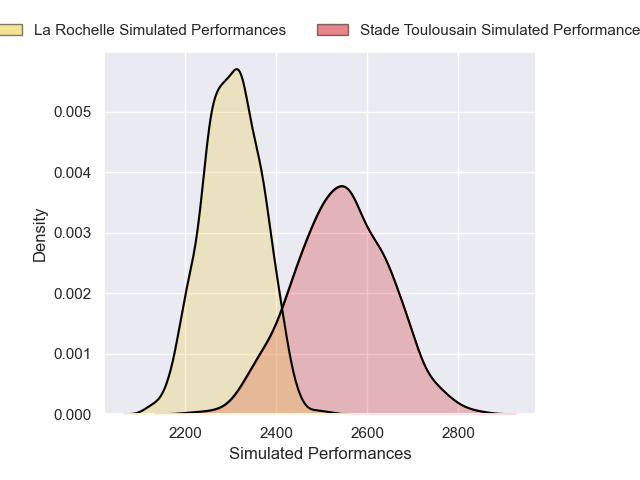 La Rochelle Simulated Performances
Stade Toulousain Simulated Performance
0.005
0.004
0.003
0.002
0.001
0.000
Density
2200
2400
2600
2800
Simulated Performances